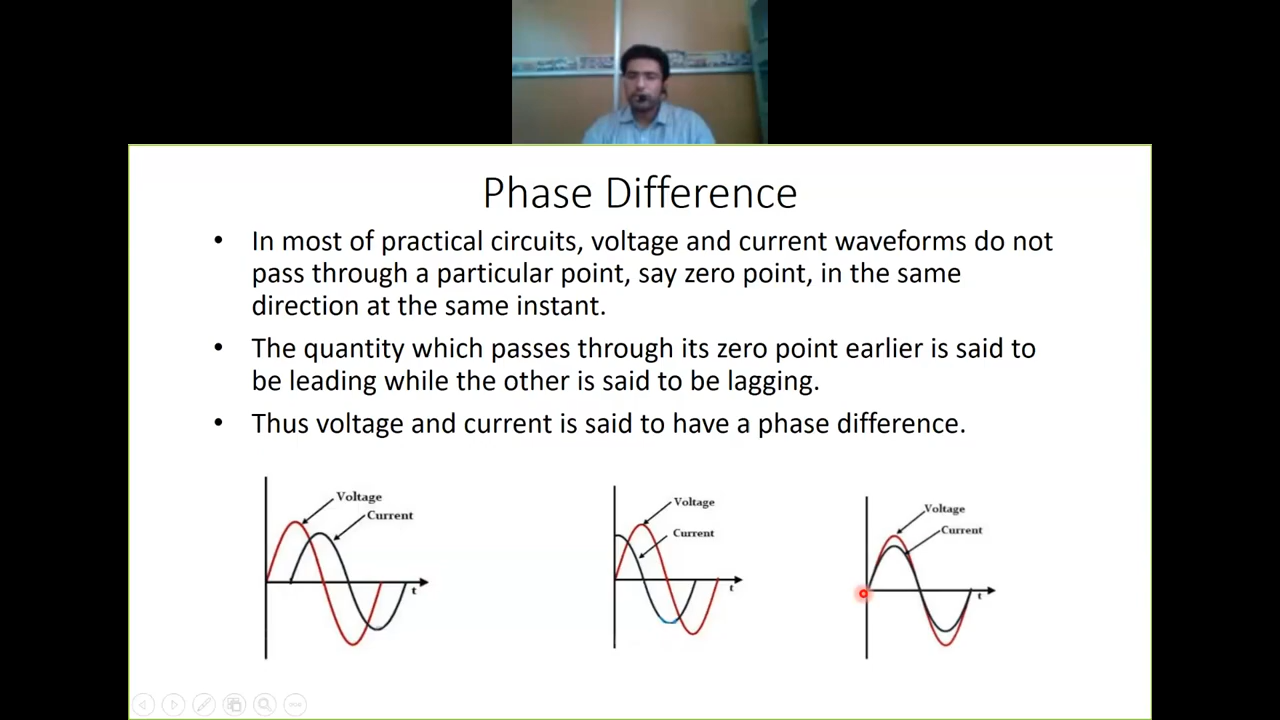 Phase Difference
• In most of practical circuits, voltage and current waveforms do not
pass through a particular point, say zero point, in the same
direction at the same instant.
• The quantity which passes through its zero point earlier is said to
be leading while the other is said to be lagging.
• Thus voltage and current is said to have a phase difference.
Voltage
Current
t
Voltage
Current
t
Voltage
Current
t